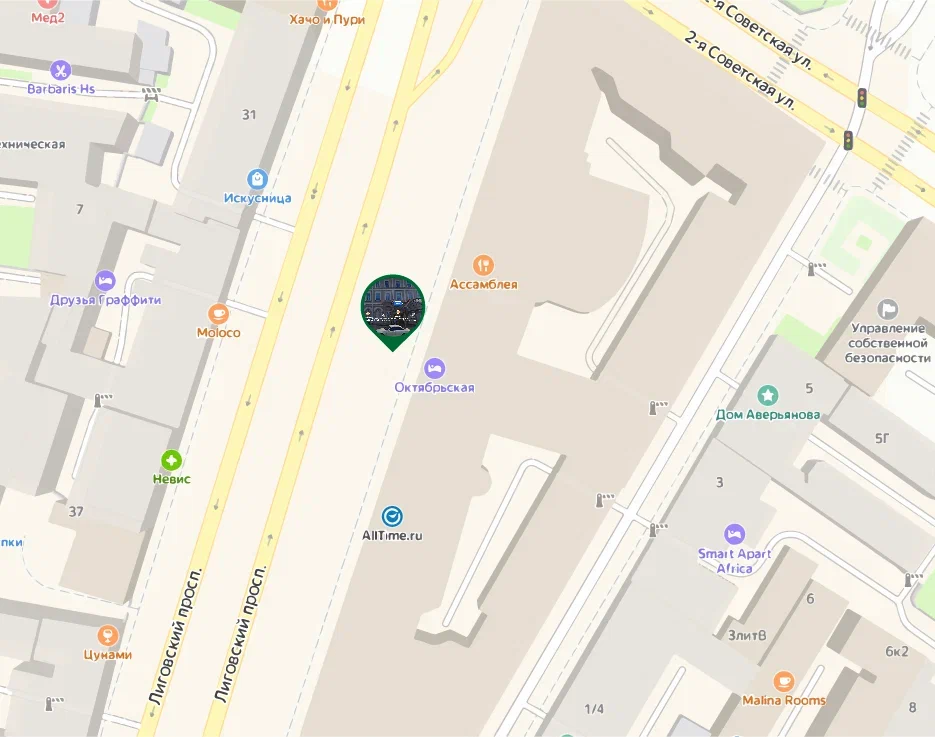 Мед2
Хачо и Пури
2-я Советская ул.
2-я Советская ул.
Barbaris Hs
31
ехническая
Искусница
7
Друзья Граффити
Moloco
Ассамблея
Октябрьская
Управление
собственной
безопасности
5
Дом Аверьянова
5Г
Невис
3
37
AllTime.ru
пки
Smart Apart
Africa
Лиговский просп.
Лиговский просп.
6
3литВ
6к2
Цунами
Malina Rooms
1/4
8